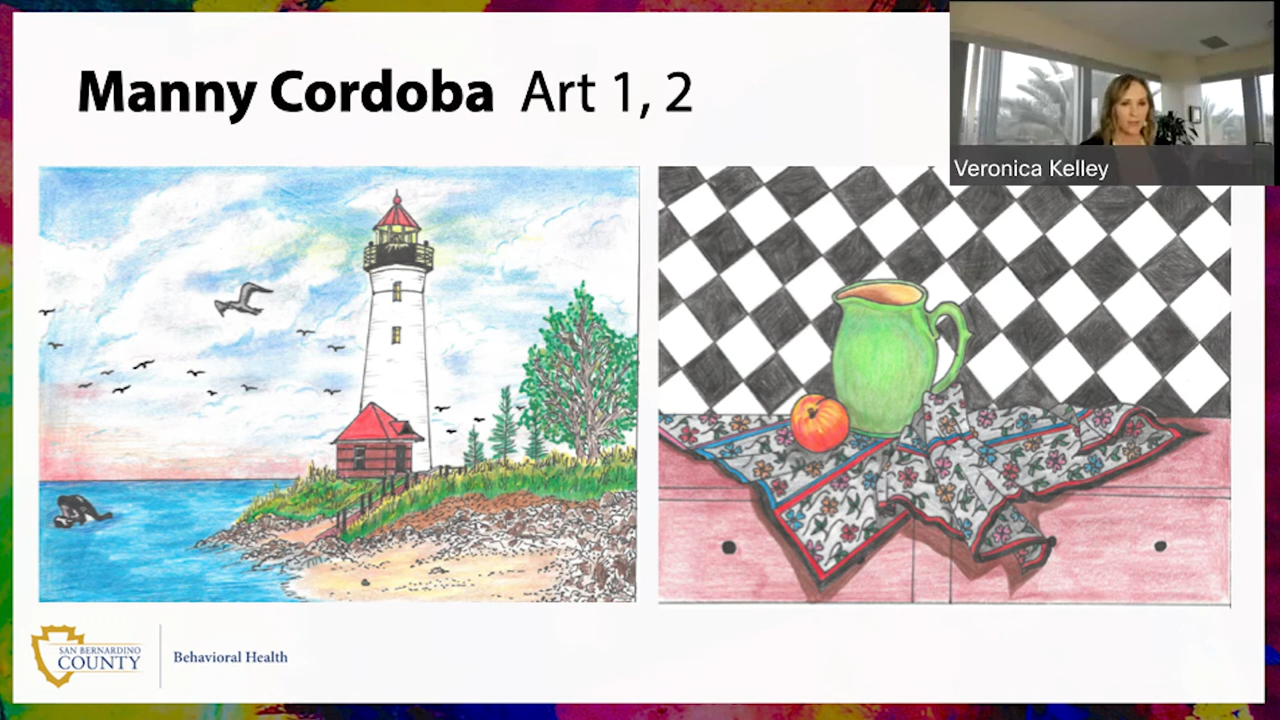 Manny Cordoba Art 1, 2
Veronica Kelley
SAN BERNARDINO
COUNTY
Behavioral Health